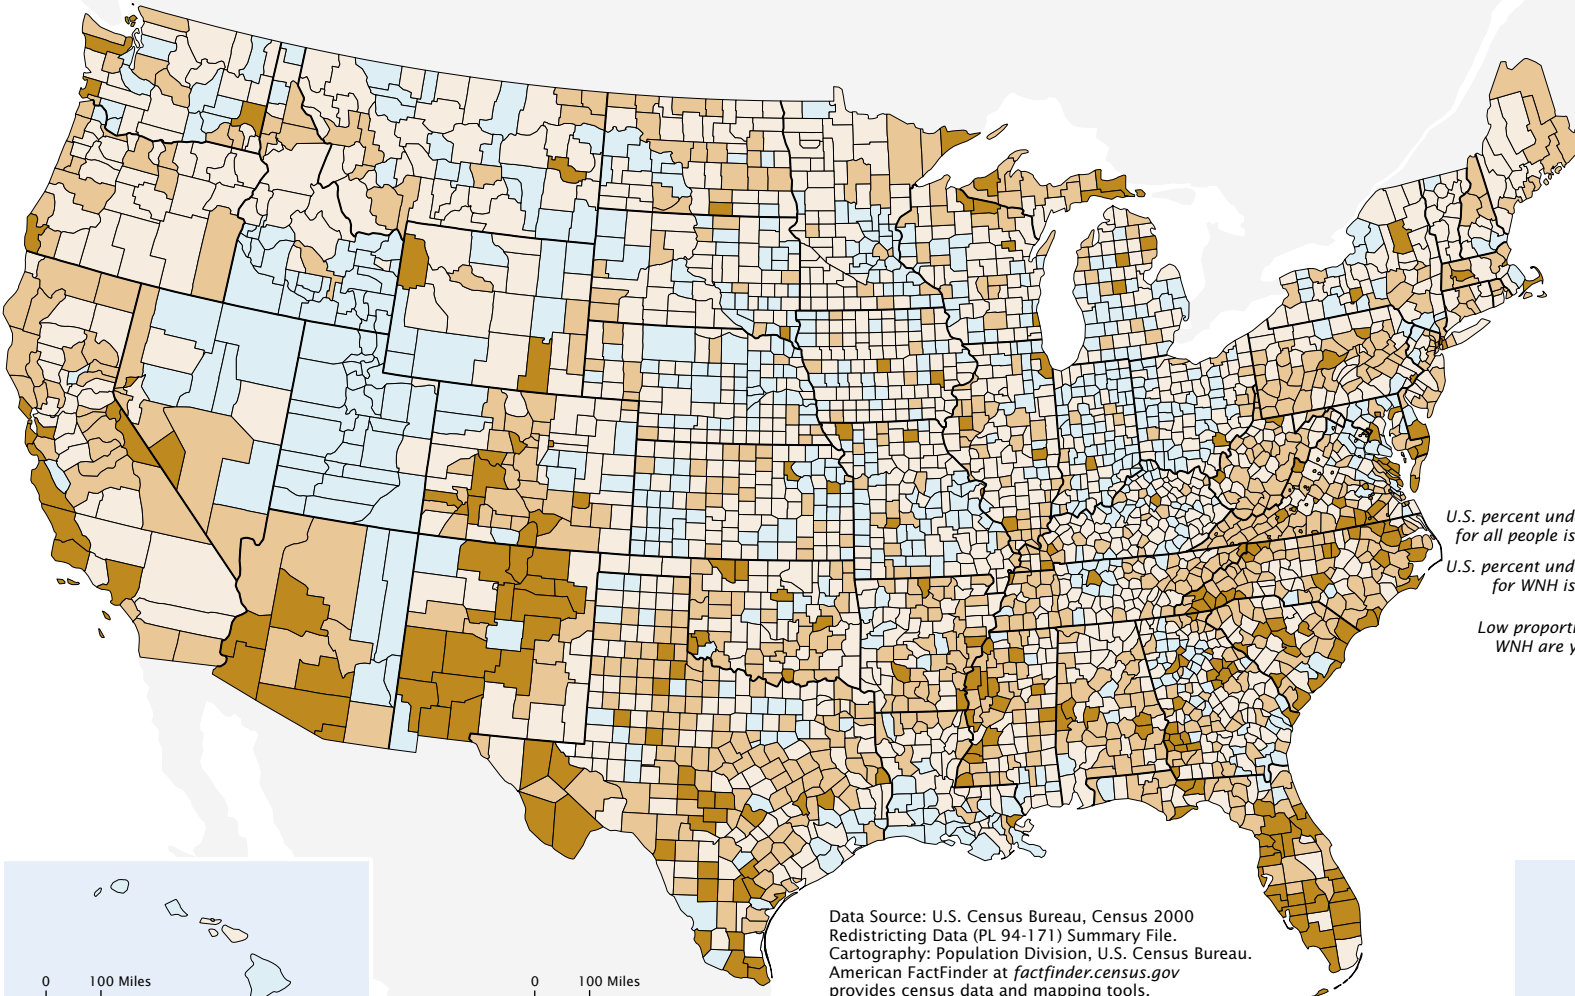 U.S. percent und
for all people is
U.S. percent und
for WNH is
Low proporti
WNH are y
Data Source: U.S. Census Bureau, Census 2000
Redistricting Data (PL 94-171) Summary File.
Cartography: Population Division, U.S. Census Bureau.
American FactFinder at factfinder.census.gov
provides census data and mapping tools.
0 100 Miles
0 100 Miles